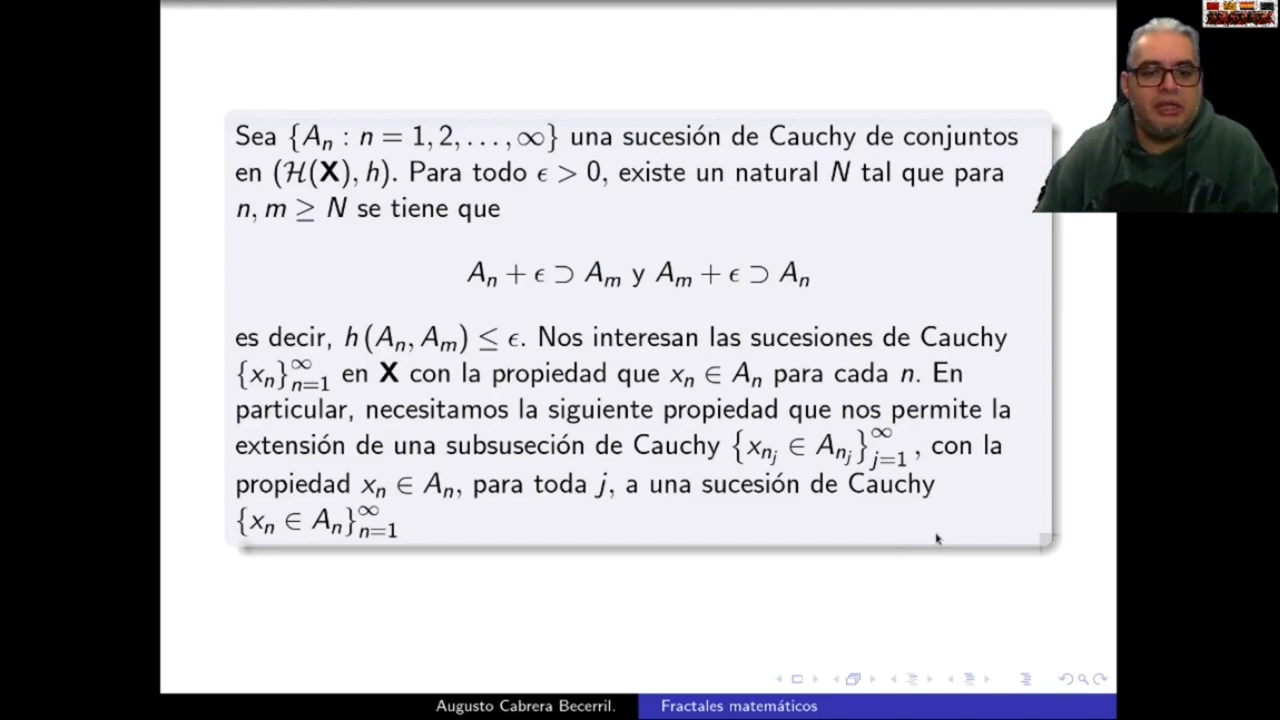 Sea {A_n : n = 1, 2, . . . , ∞} una sucesión de Cauchy de conjuntos
en (ℋ(X), h). Para todo ϵ > 0, existe un natural N tal que para
n, m ≥ N se tiene que
A_n + ϵ ⊃ A_m y A_m + ϵ ⊃ A_n
es decir, h (A_n, A_m) ≤ ϵ. Nos interesan las sucesiones de Cauchy
{x_n}_{n=1}^∞ en X con la propiedad que x_n ∈ A_n para cada n. En
particular, necesitamos la siguiente propiedad que nos permite la
extensión de una subsuseción de Cauchy {x_{n_j} ∈ A_{n_j}}_{j=1}^∞, con la
propiedad x_n ∈ A_n, para toda j, a una sucesión de Cauchy
{x_n ∈ A_n}_{n=1}^∞
Augusto Cabrera Becerril. Fractales matemáticos